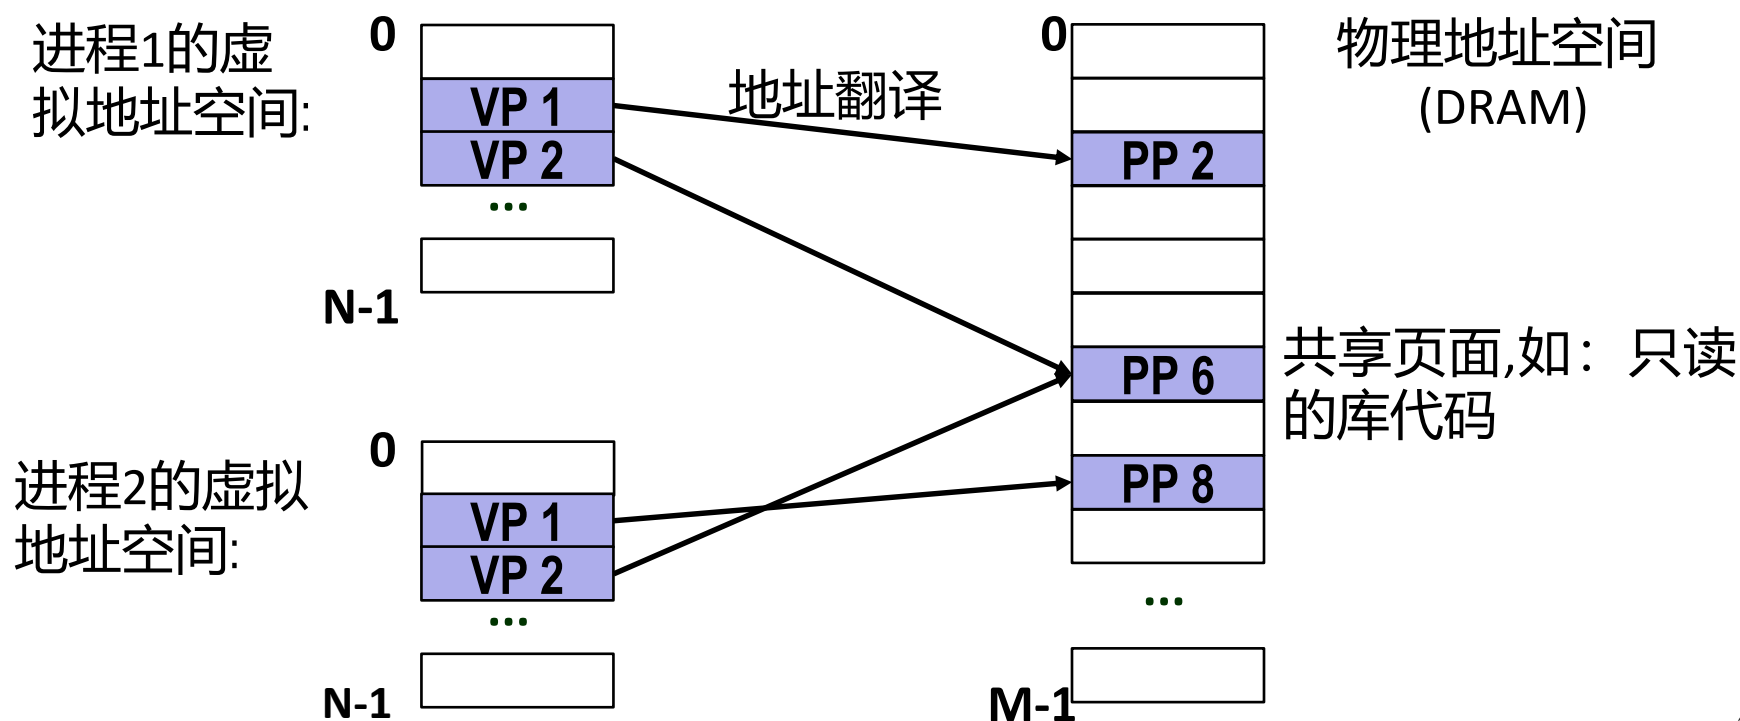 进程1的虚
拟地址空间:
0
VP 1
VP 2
...
N-1
地址翻译
0
物理地址空间
(DRAM)
PP 2
PP 6
共享页面,如：只读
的库代码
PP 8
...
M-1
进程2的虚拟
地址空间:
0
VP 1
VP 2
...
N-1